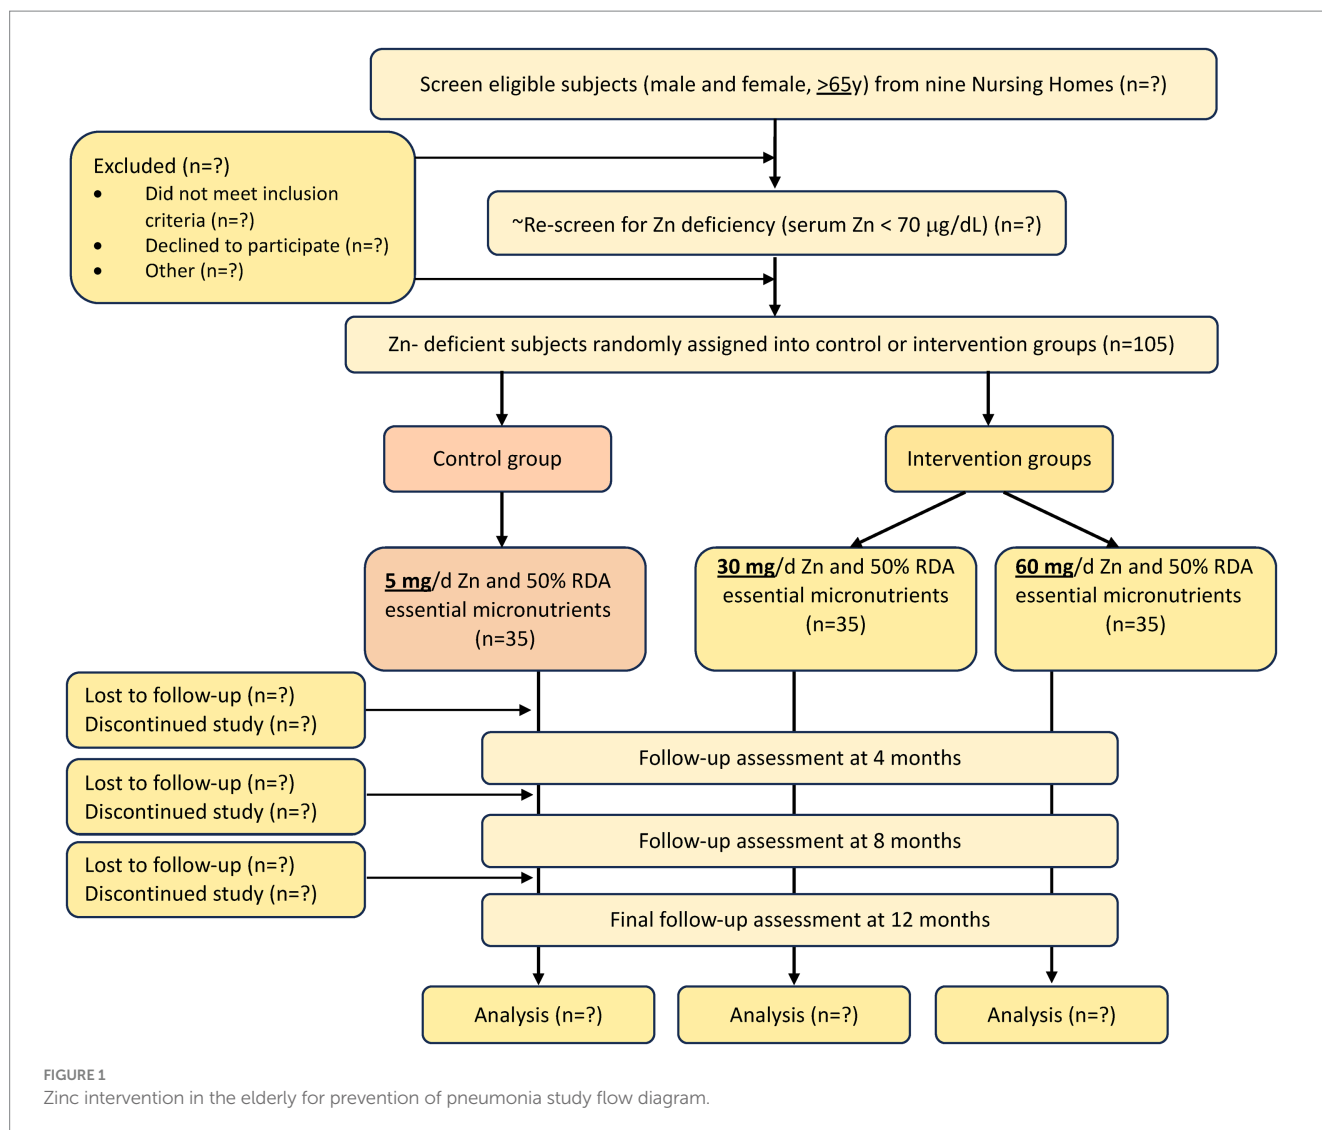 Screen eligible subjects (male and female, >65y) from nine Nursing Homes (n=?)
Excluded (n=?)
• Did not meet inclusion
criteria (n=?)
• Declined to participate (n=?)
• Other (n=?)
~Re-screen for Zn deficiency (serum Zn < 70 µg/dL) (n=?)
Zn- deficient subjects randomly assigned into control or intervention groups (n=105)
Control group
Intervention groups
5 mg/d Zn and 50% RDA
essential micronutrients
(n=35)
30 mg/d Zn and 50% RDA
essential micronutrients
(n=35)
60 mg/d Zn and 50% RDA
essential micronutrients
(n=35)
Lost to follow-up (n=?)
Discontinued study (n=?)
Follow-up assessment at 4 months
Lost to follow-up (n=?)
Discontinued study (n=?)
Follow-up assessment at 8 months
Lost to follow-up (n=?)
Discontinued study (n=?)
Final follow-up assessment at 12 months
Analysis (n=?)
Analysis (n=?)
Analysis (n=?)
FIGURE 1
Zinc intervention in the elderly for prevention of pneumonia study flow diagram.